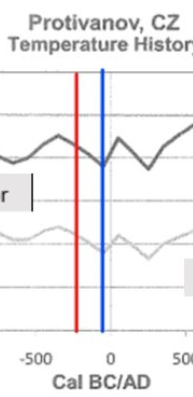 Protivanov, CZ
Temperature History
r
-500 0 500
Cal BC/AD